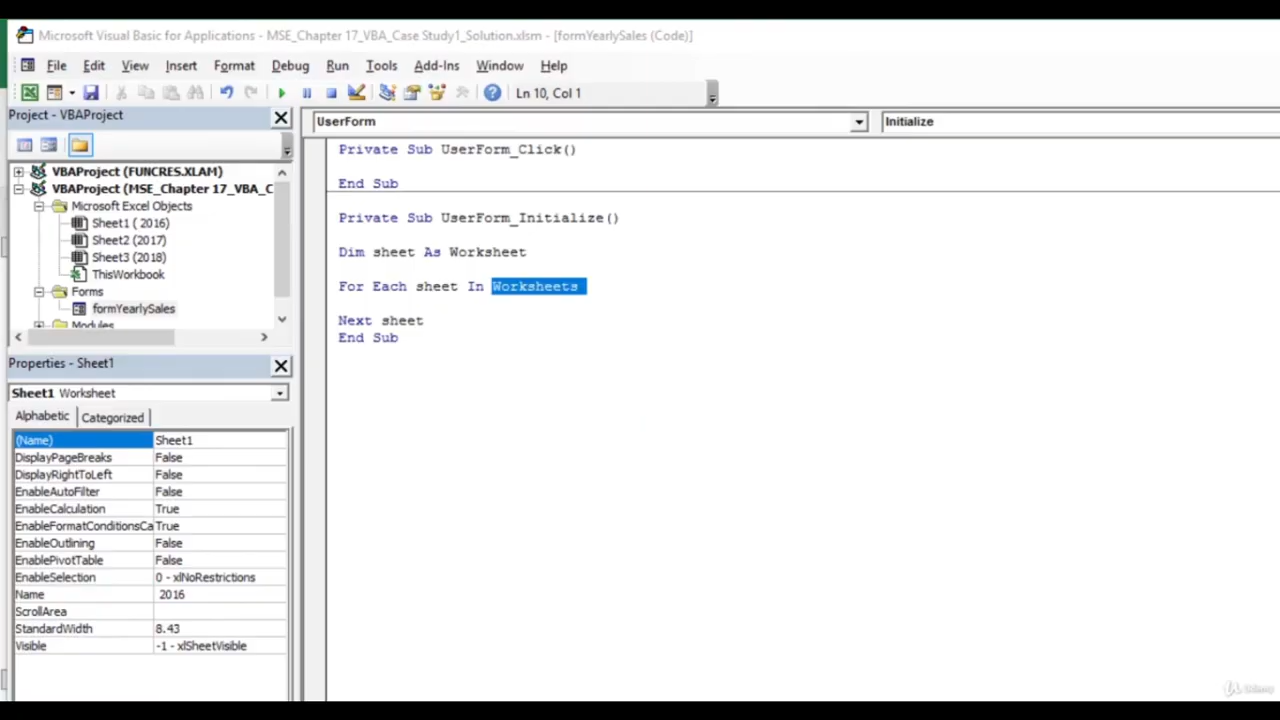 Microsoft Visual Basic for Applications - MSE_Chapter 17_VBA_Case Study1_Solution.xlsm - [formYearlySales (Code)]
File Edit View Insert Format Debug Run Tools Add-Ins Window Help
Ln 10, Col 1
Project - VBAProject
VBAProject (FUNCRES.XLAM)
VBAProject (MSE_Chapter 17_VBA_C
Microsoft Excel Objects
Sheet1 ( 2016)
Sheet2 (2017)
Sheet3 (2018)
ThisWorkbook
Forms
formYearlySales
Modules
Properties - Sheet1
Sheet1 Worksheet
Alphabetic Categorized
(Name) Sheet1
DisplayPageBreaks False
DisplayRightToLeft False
EnableAutoFilter False
EnableCalculation True
EnableFormatConditionsCa True
EnableOutlining False
EnablePivotTable False
EnableSelection 0 - xlNoRestrictions
Name 2016
ScrollArea
StandardWidth 8.43
Visible -1 - xlSheetVisible
UserForm Initialize
Private Sub UserForm_Click()
End Sub
Private Sub UserForm_Initialize()
Dim sheet As Worksheet
For Each sheet In Worksheets
Next sheet
End Sub
Udemy